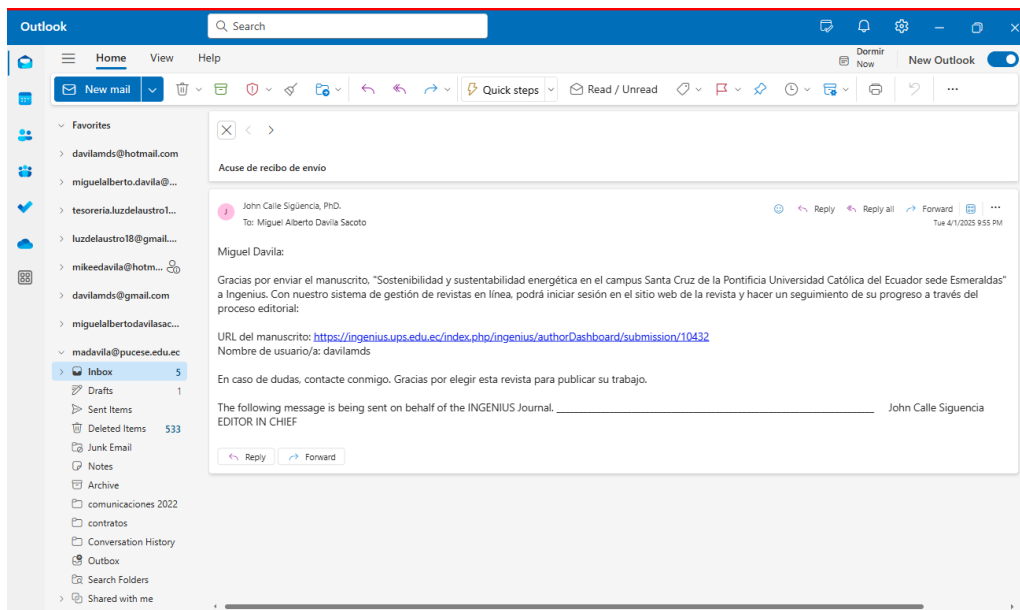 Outlook
Search
Home View Help
Dormir
Now
New Outlook
New mail
Quick steps
Read / Unread
Favorites
davilamds@hotmail.com
miguelalberto.davila@...
tesoreria.luzdelaustro1...
luzdelaustro18@gmail....
mikeedavila@hotm...
davilamds@gmail.com
miguelalbertodavilasac...
madavila@pucese.edu.ec
Inbox 5
Drafts 1
Sent Items
Deleted Items 533
Junk Email
Notes
Archive
comunicaciones 2022
contratos
Conversation History
Outbox
Search Folders
Shared with me
Acuse de recibo de envío
J
John Calle Sigüencia, PhD.
To: Miguel Alberto Davila Sacoto
Reply Reply all Forward
Tue 4/1/2025 9:55 PM
Miguel Davila:
Gracias por enviar el manuscrito, "Sostenibilidad y sustentabilidad energética en el campus Santa Cruz de la Pontificia Universidad Católica del Ecuador sede Esmeraldas"
a Ingenius. Con nuestro sistema de gestión de revistas en línea, podrá iniciar sesión en el sitio web de la revista y hacer un seguimiento de su progreso a través del
proceso editorial:
URL del manuscrito: https://ingenius.ups.edu.ec/index.php/ingenius/authorDashboard/submission/10432
Nombre de usuario/a: davilamds
En caso de dudas, contacte conmigo. Gracias por elegir esta revista para publicar su trabajo.
The following message is being sent on behalf of the INGENIUS Journal. ________________ John Calle Siguencia
EDITOR IN CHIEF
Reply Forward